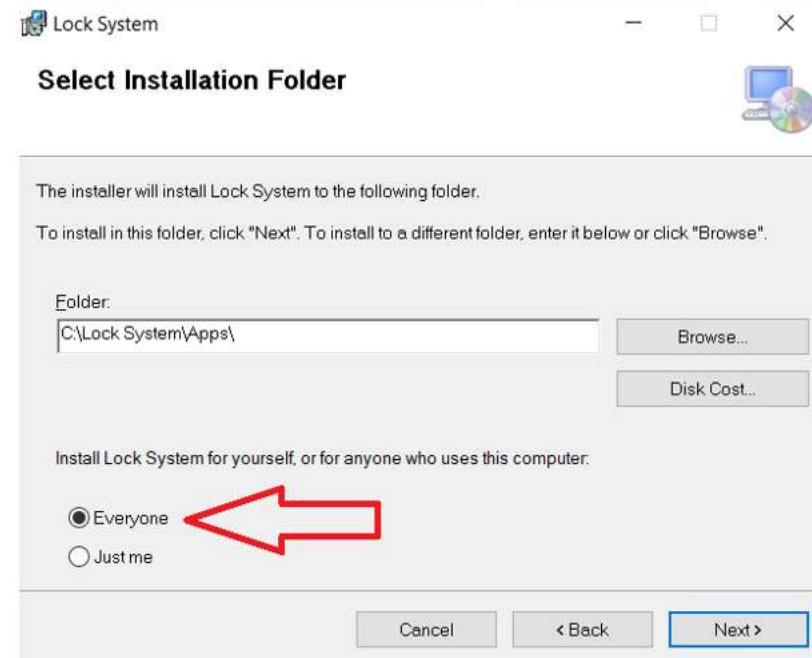 Lock System
Select Installation Folder
The installer will install Lock System to the following folder.
To install in this folder, click "Next". To install to a different folder, enter it below or click "Browse".
Folder:
C:\Lock System\Apps\
Browse...
Disk Cost...
Install Lock System for yourself, or for anyone who uses this computer:
Everyone
Just me
Cancel
< Back
Next >